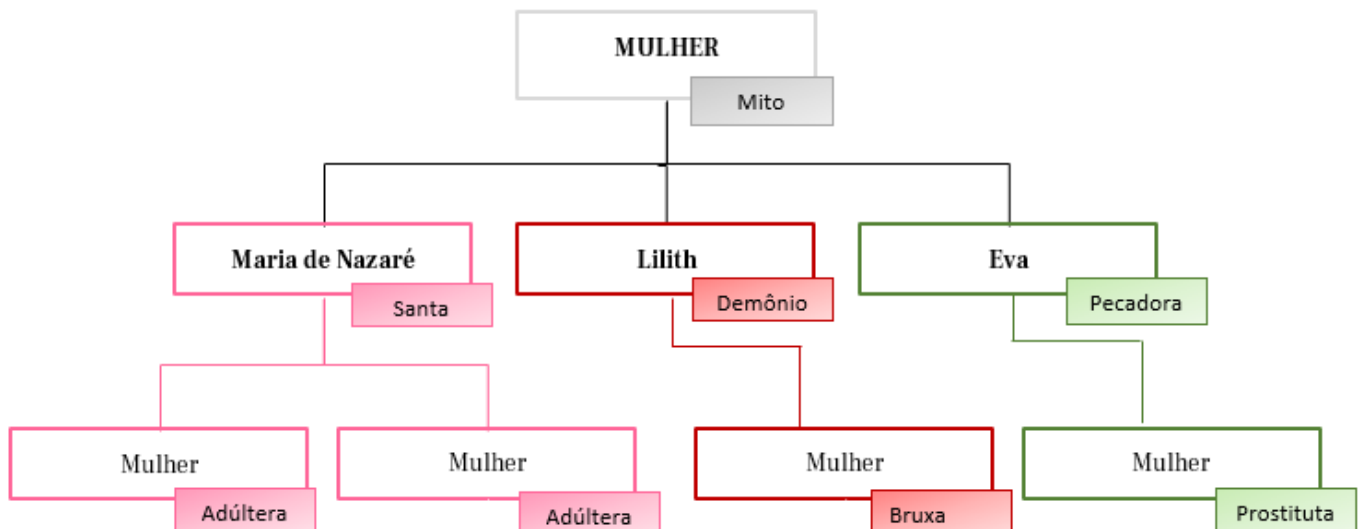 MULHER
Mito
Maria de Nazaré
Santa
Lilith
Demônio
Eva
Pecadora
Mulher
Adúltera
Mulher
Adúltera
Mulher
Bruxa
Mulher
Prostituta